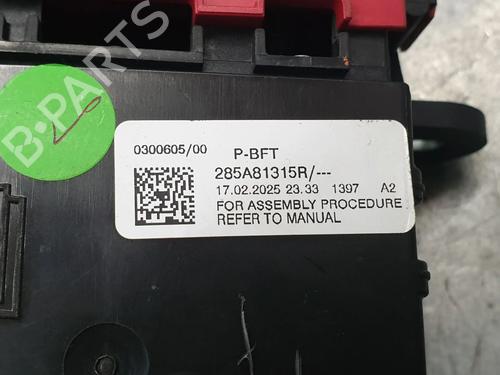 B-PARTS
0300605/00 P-BFT
285A81315R/---
17.02.2025 23.33 1397 A2
FOR ASSEMBLY PROCEDURE
REFER TO MANUAL